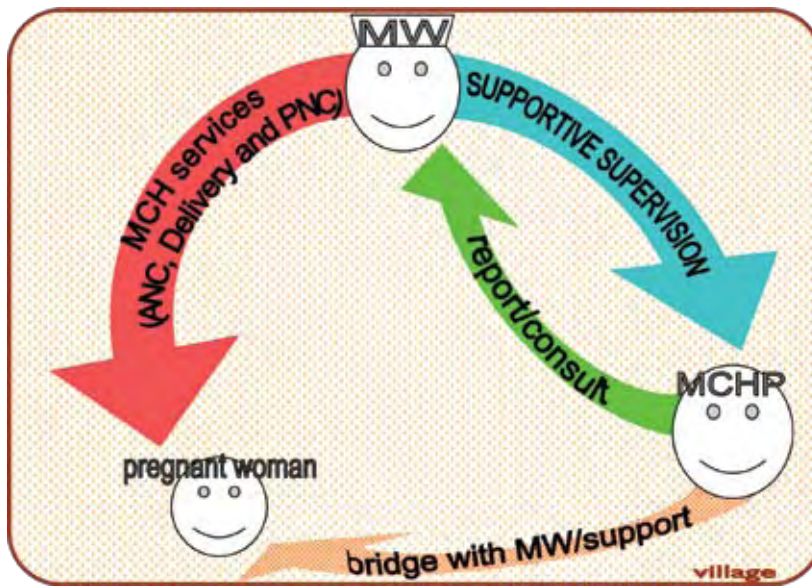 MW
MCH services
(ANC, Delivery and PNC)
SUPPORTIVE SUPERVISION
report/consult
MCHP
pregnant woman
bridge with MW/support
village